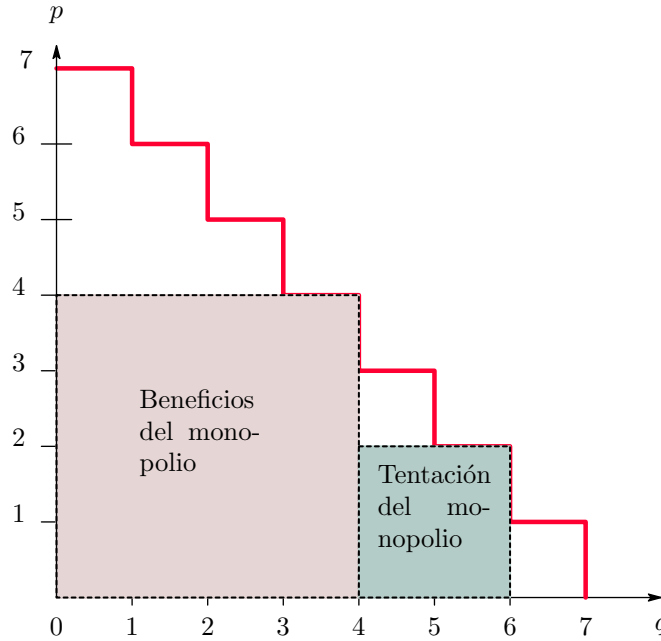 p
7
6
5
4
3
2
1
Beneficios
del mono-
polio
Tentación
del mo-
nopolio
0 1 2 3 4 5 6 7